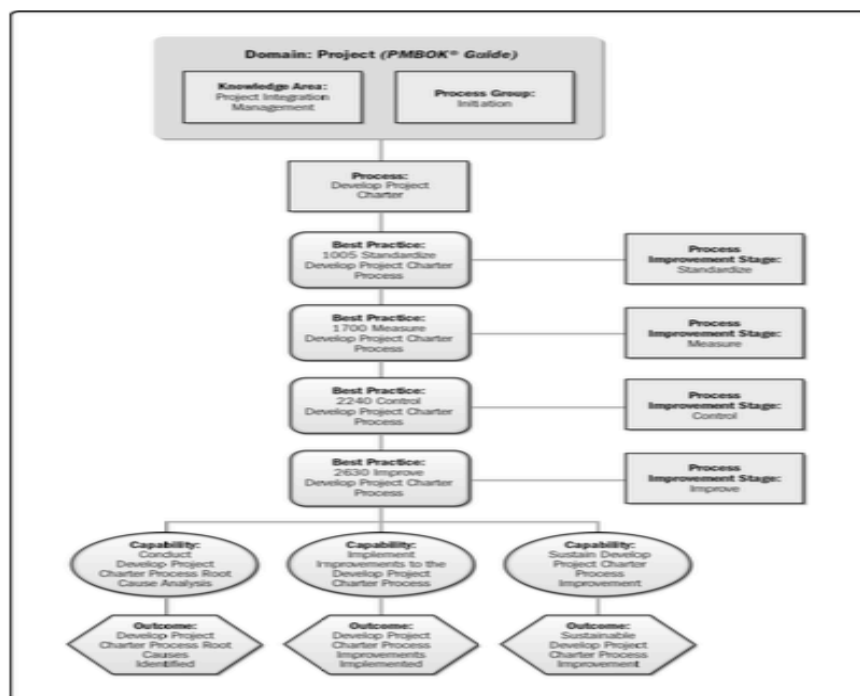 Domain: Project (PMBOK® Guide)
Knowledge Area:
Project Integration
Management
Process Group:
Initiation
Process:
Develop Project
Charter
Best Practice:
1005 Standardize
Develop Project Charter
Process
Process
Improvement Stage:
Standardize
Best Practice:
1700 Measure
Develop Project Charter
Process
Process
Improvement Stage:
Measure
Best Practice:
2240 Control
Develop Project Charter
Process
Process
Improvement Stage:
Control
Best Practice:
2630 Improve
Develop Project Charter
Process
Process
Improvement Stage:
Improve
Capability:
Conduct
Develop Project
Charter Process Root
Cause Analysis
Capability:
Implement
Improvements to the
Develop Project
Charter Process
Capability:
Sustain Develop
Project Charter
Process
Improvement
Outcome:
Develop Project
Charter Process Root
Causes
Identified
Outcome:
Develop Project
Charter Process
Improvements
Implemented
Outcome:
Sustainable
Develop Project
Charter Process
Improvement